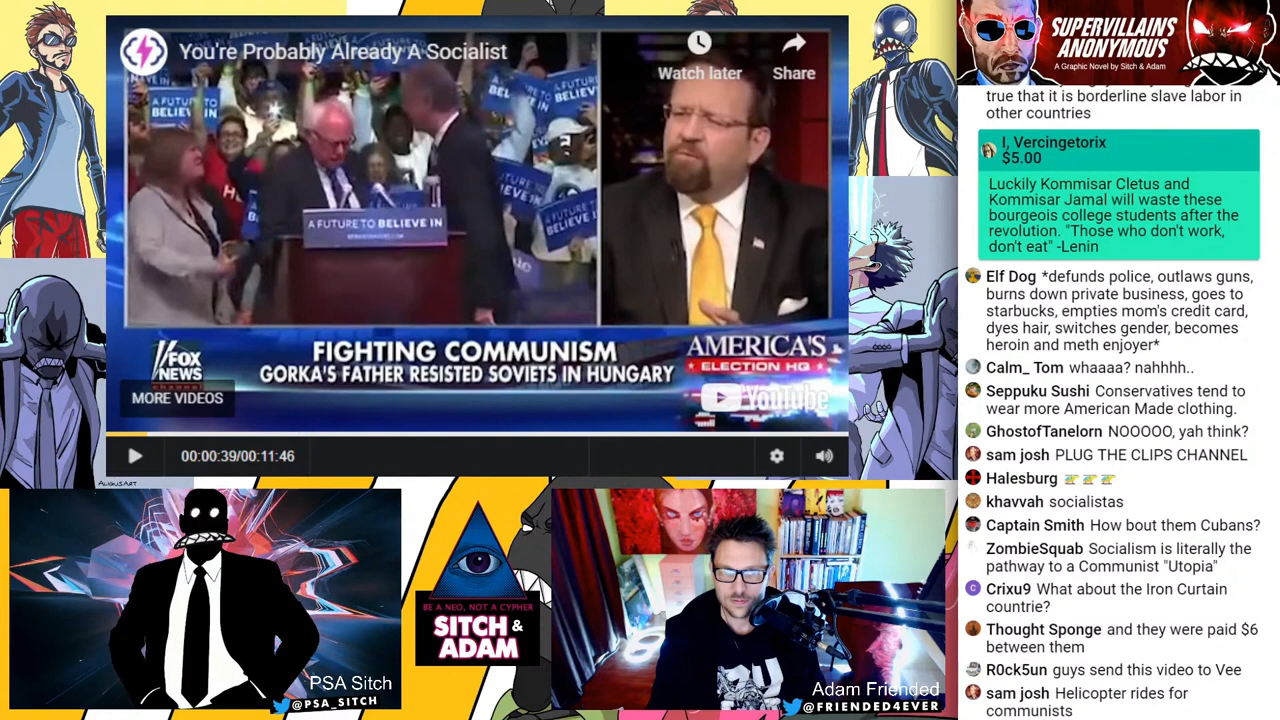 You're Probably Already A Socialist
Watch later
Share
A FUTURE TO
BELIEVE IN
A FUTURE TO BELIEVE IN
FOX
NEWS
channel
FIGHTING COMMUNISM
GORKA'S FATHER RESISTED SOVIETS IN HUNGARY
AMERICA'S
ELECTION HQ
MORE VIDEOS
YouTube
00:00:39/00:11:46
ALIGUSART
PSA Sitch
@PSA_SITCH
BE A NEO, NOT A CYPHER
SITCH &
ADAM
Adam Friended
@FRIENDED4EVER
SUPERVILLAINS
ANONYMOUS
A Graphic Novel by Sitch & Adam
true that it is borderline slave labor in
other countries
I, Vercingetorix
$5.00
Luckily Kommisar Cletus and
Kommisar Jamal will waste these
bourgeois college students after the
revolution. "Those who don't work,
don't eat" -Lenin
Elf Dog *defunds police, outlaws guns,
burns down private business, goes to
starbucks, empties mom's credit card,
dyes hair, switches gender, becomes
heroin and meth enjoyer*
Calm_ Tom whaaaa? nahhhh..
Seppuku Sushi Conservatives tend to
wear more American Made clothing.
GhostofTanelorn NOOOOO, yah think?
sam josh PLUG THE CLIPS CHANNEL
Halesburg
khavvah socialistas
Captain Smith How bout them Cubans?
ZombieSquab Socialism is literally the
pathway to a Communist "Utopia"
C
Crixu9 What about the Iron Curtain
countrie?
Thought Sponge and they were paid $6
between them
R0ck5un guys send this video to Vee
sam josh Helicopter rides for
communists